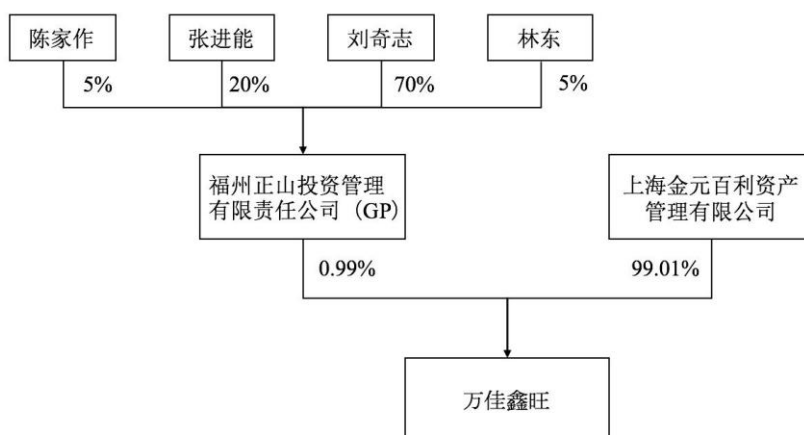 陈家作
张进能
刘奇志
林东
5%
20%
70%
5%
福州正山投资管理
有限责任公司（GP）
上海金元百利资产
管理有限公司
0.99%
99.01%
万佳鑫旺